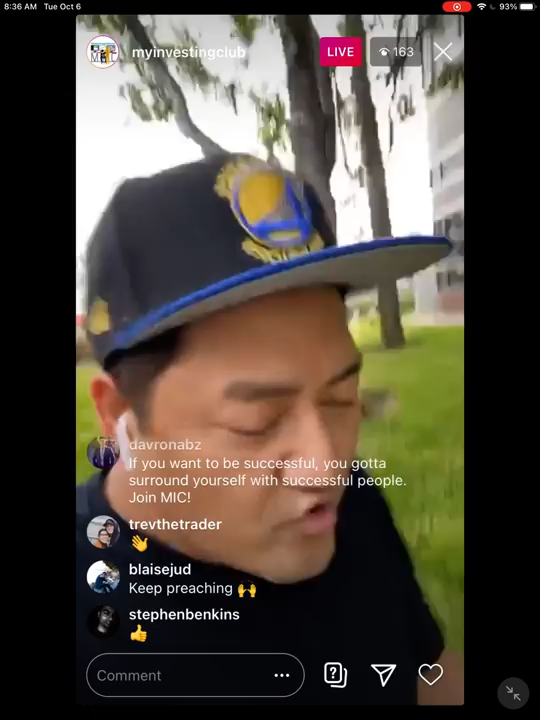 8:36 AM Tue Oct 6
93%
myinvestingclub
LIVE
163
davronabz
If you want to be successful, you gotta
surround yourself with successful people.
Join MIC!
trevthetrader
👋
blaisejud
Keep preaching 🙌
stephenbenkins
👍
Comment